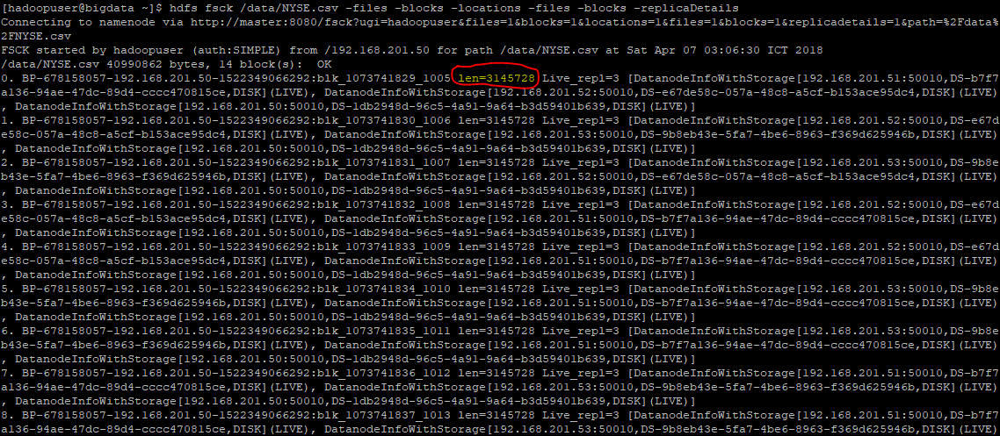 [hadoopuser@bigdata ~]$ hdfs fsck /data/NYSE.csv -files -blocks -locations -files -blocks -replicaDetails
Connecting to namenode via http://master:8080/fsck?ugi=hadoopuser&files=1&blocks=1&locations=1&files=1&blocks=1&replicadetails=1&path=%2Fdata%
2FNYSE.csv
FSCK started by hadoopuser (auth:SIMPLE) from /192.168.201.50 for path /data/NYSE.csv at Sat Apr 07 03:06:30 ICT 2018
/data/NYSE.csv 40990862 bytes, 14 block(s):  OK
0. BP-678158057-192.168.201.50-1522349066292:blk_1073741829_1005 len=3145728 Live_repl=3 [DatanodeInfoWithStorage[192.168.201.51:50010,DS-b7f7
a136-94ae-47dc-89d4-cccc470815ce,DISK](LIVE), DatanodeInfoWithStorage[192.168.201.52:50010,DS-e67de58c-057a-48c8-a5cf-b153ace95dc4,DISK](LIVE)
, DatanodeInfoWithStorage[192.168.201.50:50010,DS-1db2948d-96c5-4a91-9a64-b3d59401b639,DISK](LIVE)]
1. BP-678158057-192.168.201.50-1522349066292:blk_1073741830_1006 len=3145728 Live_repl=3 [DatanodeInfoWithStorage[192.168.201.52:50010,DS-e67d
e58c-057a-48c8-a5cf-b153ace95dc4,DISK](LIVE), DatanodeInfoWithStorage[192.168.201.53:50010,DS-9b8eb43e-5fa7-4be6-8963-f369d625946b,DISK](LIVE)
, DatanodeInfoWithStorage[192.168.201.50:50010,DS-1db2948d-96c5-4a91-9a64-b3d59401b639,DISK](LIVE)]
2. BP-678158057-192.168.201.50-1522349066292:blk_1073741831_1007 len=3145728 Live_repl=3 [DatanodeInfoWithStorage[192.168.201.53:50010,DS-9b8e
b43e-5fa7-4be6-8963-f369d625946b,DISK](LIVE), DatanodeInfoWithStorage[192.168.201.52:50010,DS-e67de58c-057a-48c8-a5cf-b153ace95dc4,DISK](LIVE)
, DatanodeInfoWithStorage[192.168.201.50:50010,DS-1db2948d-96c5-4a91-9a64-b3d59401b639,DISK](LIVE)]
3. BP-678158057-192.168.201.50-1522349066292:blk_1073741832_1008 len=3145728 Live_repl=3 [DatanodeInfoWithStorage[192.168.201.52:50010,DS-e67d
e58c-057a-48c8-a5cf-b153ace95dc4,DISK](LIVE), DatanodeInfoWithStorage[192.168.201.51:50010,DS-b7f7a136-94ae-47dc-89d4-cccc470815ce,DISK](LIVE)
, DatanodeInfoWithStorage[192.168.201.50:50010,DS-1db2948d-96c5-4a91-9a64-b3d59401b639,DISK](LIVE)]
4. BP-678158057-192.168.201.50-1522349066292:blk_1073741833_1009 len=3145728 Live_repl=3 [DatanodeInfoWithStorage[192.168.201.52:50010,DS-e67d
e58c-057a-48c8-a5cf-b153ace95dc4,DISK](LIVE), DatanodeInfoWithStorage[192.168.201.51:50010,DS-b7f7a136-94ae-47dc-89d4-cccc470815ce,DISK](LIVE)
, DatanodeInfoWithStorage[192.168.201.50:50010,DS-1db2948d-96c5-4a91-9a64-b3d59401b639,DISK](LIVE)]
5. BP-678158057-192.168.201.50-1522349066292:blk_1073741834_1010 len=3145728 Live_repl=3 [DatanodeInfoWithStorage[192.168.201.53:50010,DS-9b8e
b43e-5fa7-4be6-8963-f369d625946b,DISK](LIVE), DatanodeInfoWithStorage[192.168.201.51:50010,DS-b7f7a136-94ae-47dc-89d4-cccc470815ce,DISK](LIVE)
, DatanodeInfoWithStorage[192.168.201.50:50010,DS-1db2948d-96c5-4a91-9a64-b3d59401b639,DISK](LIVE)]
6. BP-678158057-192.168.201.50-1522349066292:blk_1073741835_1011 len=3145728 Live_repl=3 [DatanodeInfoWithStorage[192.168.201.53:50010,DS-9b8e
b43e-5fa7-4be6-8963-f369d625946b,DISK](LIVE), DatanodeInfoWithStorage[192.168.201.51:50010,DS-b7f7a136-94ae-47dc-89d4-cccc470815ce,DISK](LIVE)
, DatanodeInfoWithStorage[192.168.201.50:50010,DS-1db2948d-96c5-4a91-9a64-b3d59401b639,DISK](LIVE)]
7. BP-678158057-192.168.201.50-1522349066292:blk_1073741836_1012 len=3145728 Live_repl=3 [DatanodeInfoWithStorage[192.168.201.51:50010,DS-b7f7
a136-94ae-47dc-89d4-cccc470815ce,DISK](LIVE), DatanodeInfoWithStorage[192.168.201.53:50010,DS-9b8eb43e-5fa7-4be6-8963-f369d625946b,DISK](LIVE)
, DatanodeInfoWithStorage[192.168.201.50:50010,DS-1db2948d-96c5-4a91-9a64-b3d59401b639,DISK](LIVE)]
8. BP-678158057-192.168.201.50-1522349066292:blk_1073741837_1013 len=3145728 Live_repl=3 [DatanodeInfoWithStorage[192.168.201.51:50010,DS-b7f7
a136-94ae-47dc-89d4-cccc470815ce,DISK](LIVE), DatanodeInfoWithStorage[192.168.201.53:50010,DS-9b8eb43e-5fa7-4be6-8963-f369d625946b,DISK](LIVE)